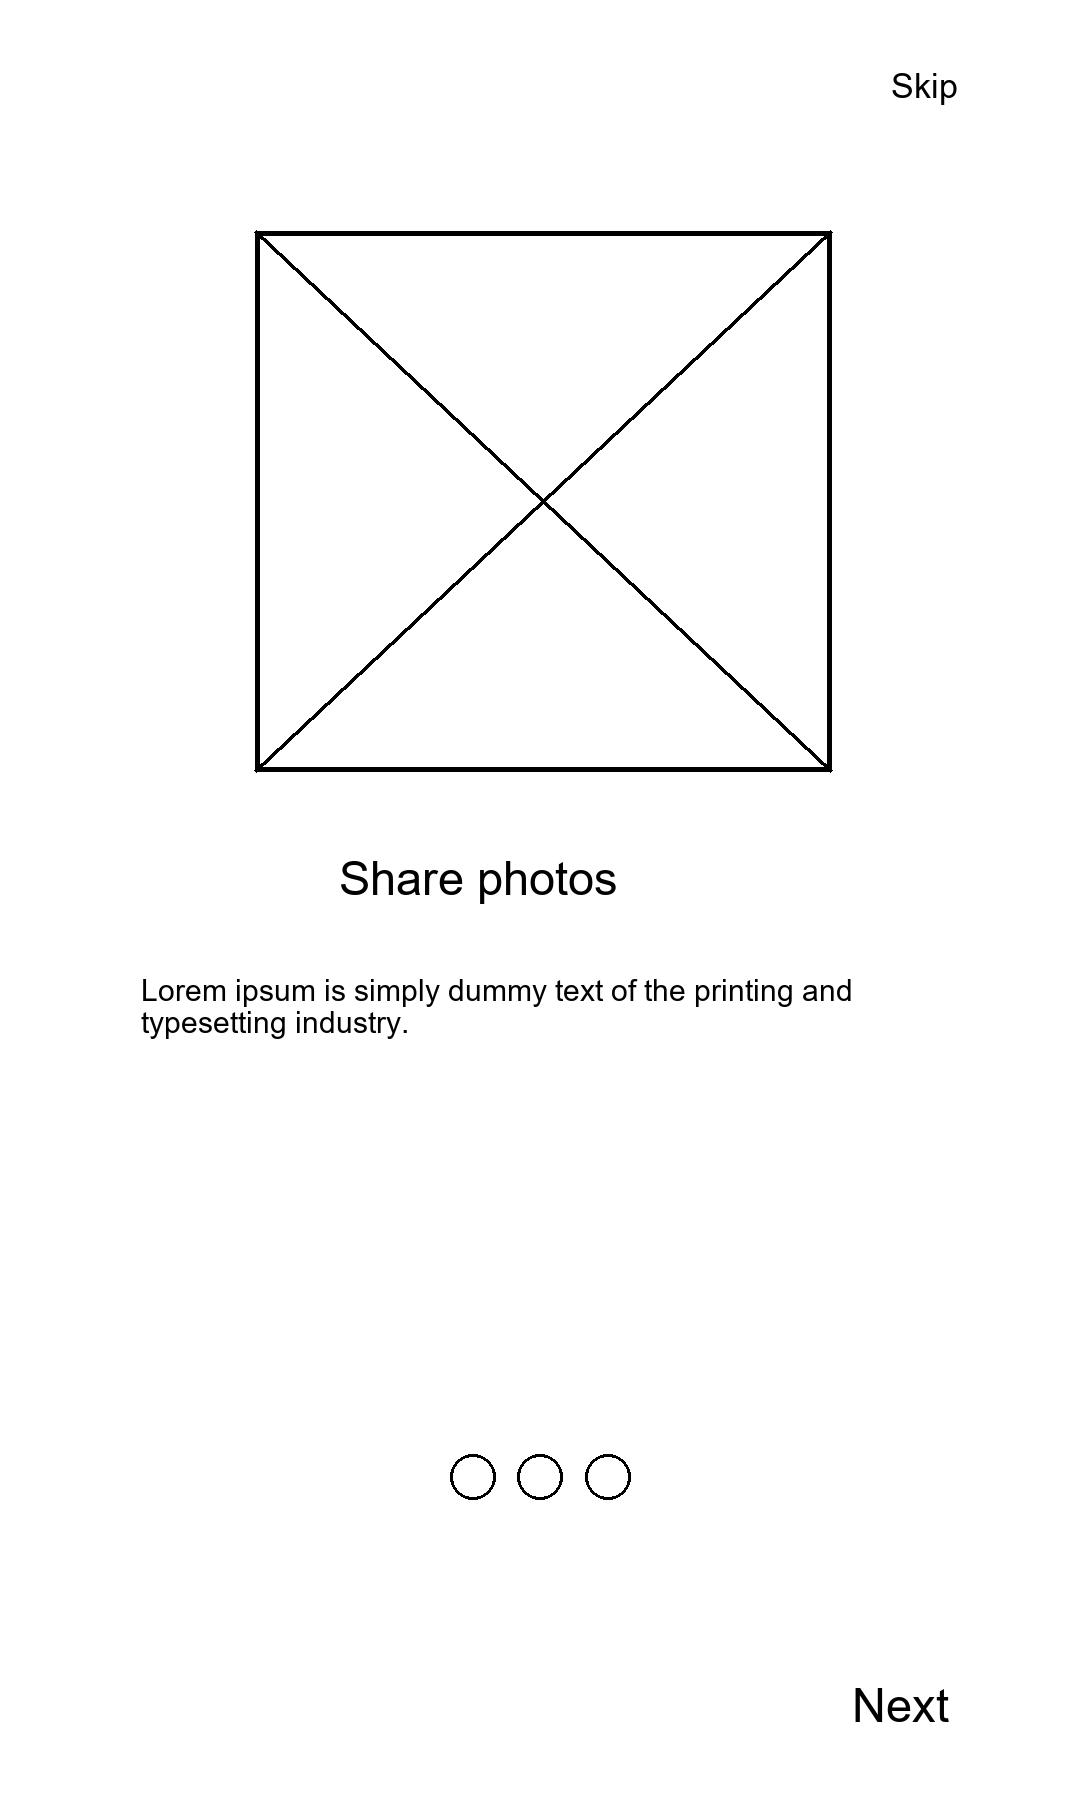 Skip
Share photos
Lorem ipsum is simply dummy text of the printing and
typesetting industry.
Next